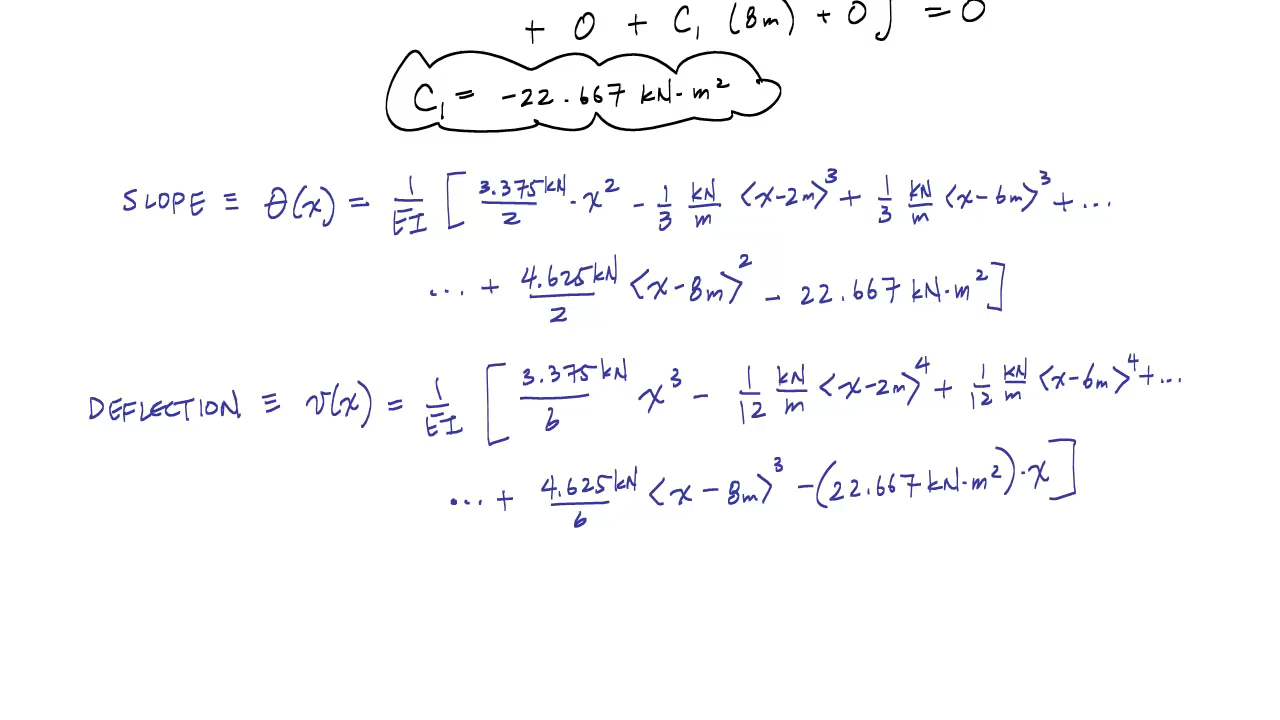 + 0 + C₁ (8m) + 0] = 0
C₁ = -22.667 kN·m²
SLOPE ≡ θ(x) = 1/EI [ 3.375kN/2 · x² - 1/3 kN/m <x-2m>³ + 1/3 kN/m <x-6m>³ + ...
... + 4.625kN/2 <x-8m>² - 22.667 kN·m² ]
DEFLECTION ≡ v(x) = 1/EI [ 3.375kN/6 x³ - 1/12 kN/m <x-2m>⁴ + 1/12 kN/m <x-6m>⁴ + ...
... + 4.625kN/6 <x-8m>³ - (22.667kN·m²)·x ]